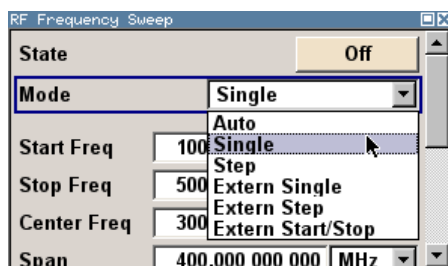 RF Frequency Sweep
State Off
Mode Single
Auto
Start Freq 100 Single
Step
Stop Freq 500 Extern Single
Extern Step
Center Freq 300 Extern Start/Stop
Span 400.000 000 000 MHz